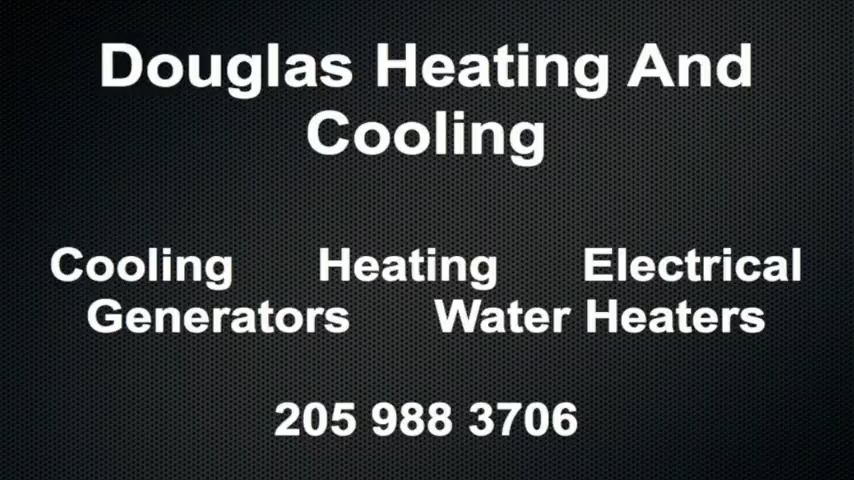 Douglas Heating And
Cooling
Cooling Heating Electrical
Generators Water Heaters
205 988 3706